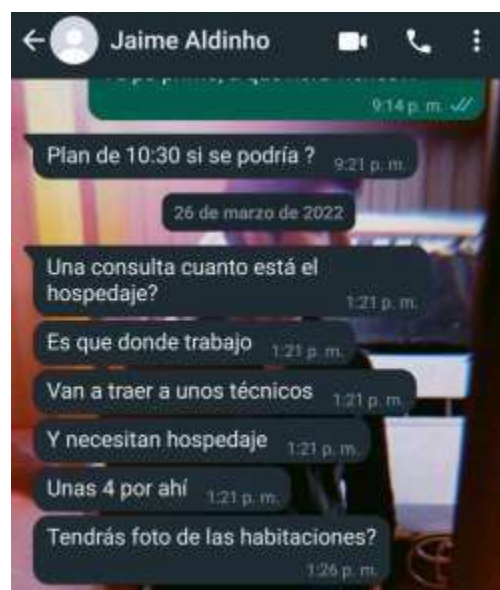 Jaime Aldinho
9:14 p. m.
Plan de 10:30 si se podría ?
9:21 p. m.
26 de marzo de 2022
Una consulta cuanto está el
hospedaje?
1:21 p. m.
Es que donde trabajo
1:21 p. m.
Van a traer a unos técnicos
1:21 p. m.
Y necesitan hospedaje
1:21 p. m.
Unas 4 por ahí
1:21 p. m.
Tendrás foto de las habitaciones?
1:26 p. m.